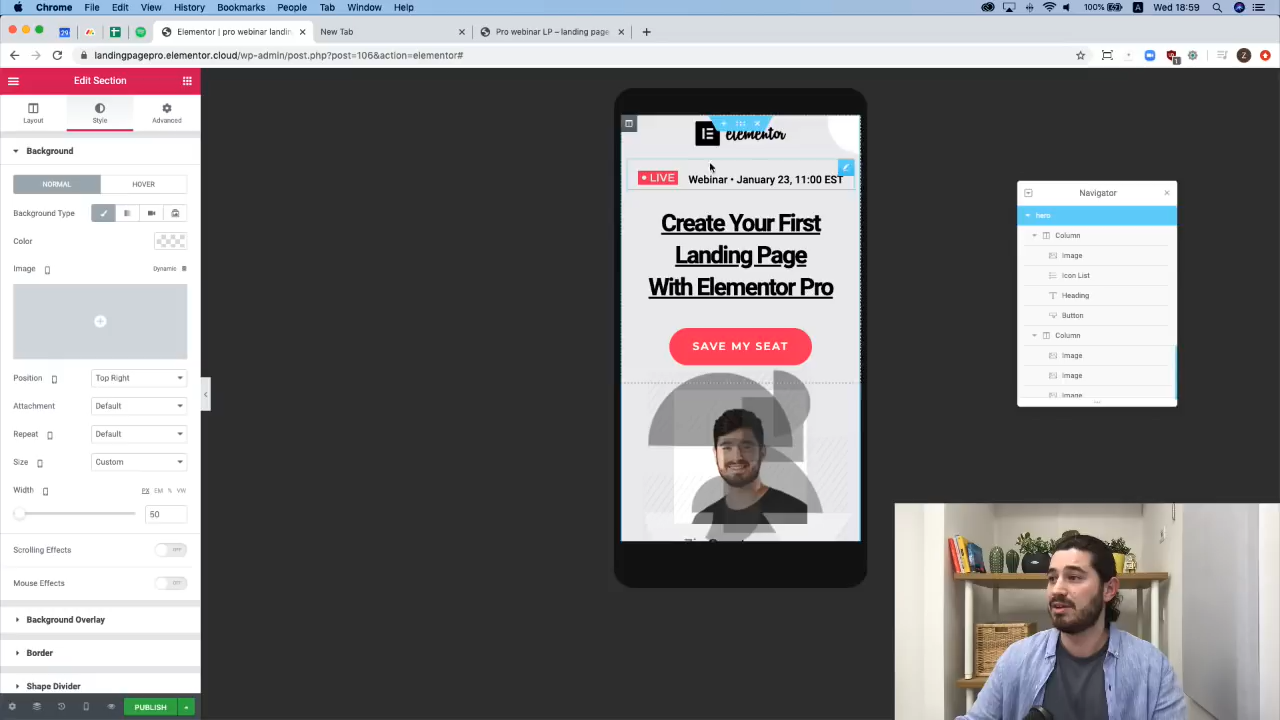 Chrome File Edit View History Bookmarks People Tab Window Help
100% A Wed 18:59
Elementor | pro webinar landin
New Tab
Pro webinar LP – landing page
landingpagepro.elementor.cloud/wp-admin/post.php?post=106&action=elementor#
Z
Edit Section
Layout Style Advanced
Background
NORMAL HOVER
Background Type
Color
Image Dynamic
Position Top Right
Attachment Default
Repeat Default
Size Custom
Width PX EM % VW
50
Scrolling Effects OFF
Mouse Effects OFF
Background Overlay
Border
Shape Divider
PUBLISH
elementor
LIVE Webinar • January 23, 11:00 EST
Create Your First
Landing Page
With Elementor Pro
SAVE MY SEAT
Navigator
hero
Column
Image
Icon List
Heading
Button
Column
Image
Image
Image